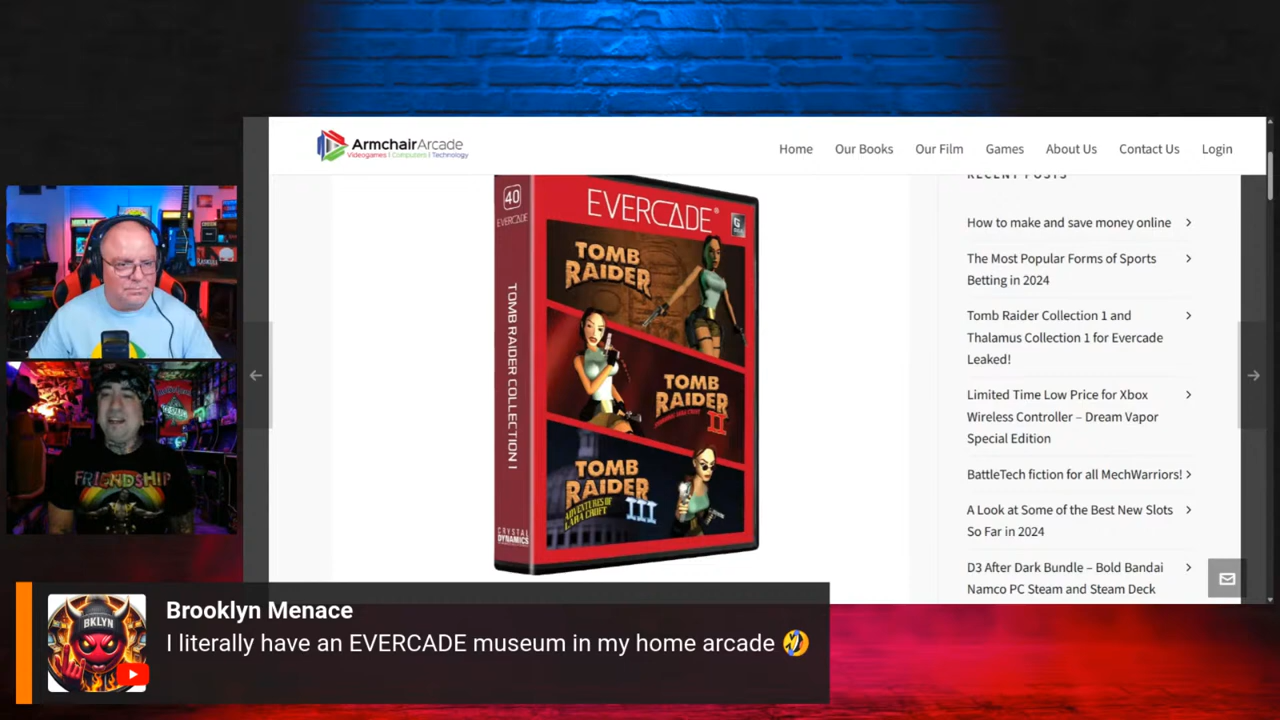 ArmchairArcade
Videogames | Computers | Technology
Home
Our Books
Our Film
Games
About Us
Contact Us
Login
40
EVERCADE
EVERCADE
TOMB RAIDER
TOMB RAIDER II
TOMB RAIDER III
ADVENTURES OF LARA CROFT
TOMB RAIDER COLLECTION 1
CRYSTAL DYNAMICS
RECENT POSTS
How to make and save money online
The Most Popular Forms of Sports
Betting in 2024
Tomb Raider Collection 1 and
Thalamus Collection 1 for Evercade
Leaked!
Limited Time Low Price for Xbox
Wireless Controller – Dream Vapor
Special Edition
BattleTech fiction for all MechWarriors!
A Look at Some of the Best New Slots
So Far in 2024
D3 After Dark Bundle – Bold Bandai
Namco PC Steam and Steam Deck
FRIENDSHIP
BKLYN
Brooklyn Menace
I literally have an EVERCADE museum in my home arcade 🤣